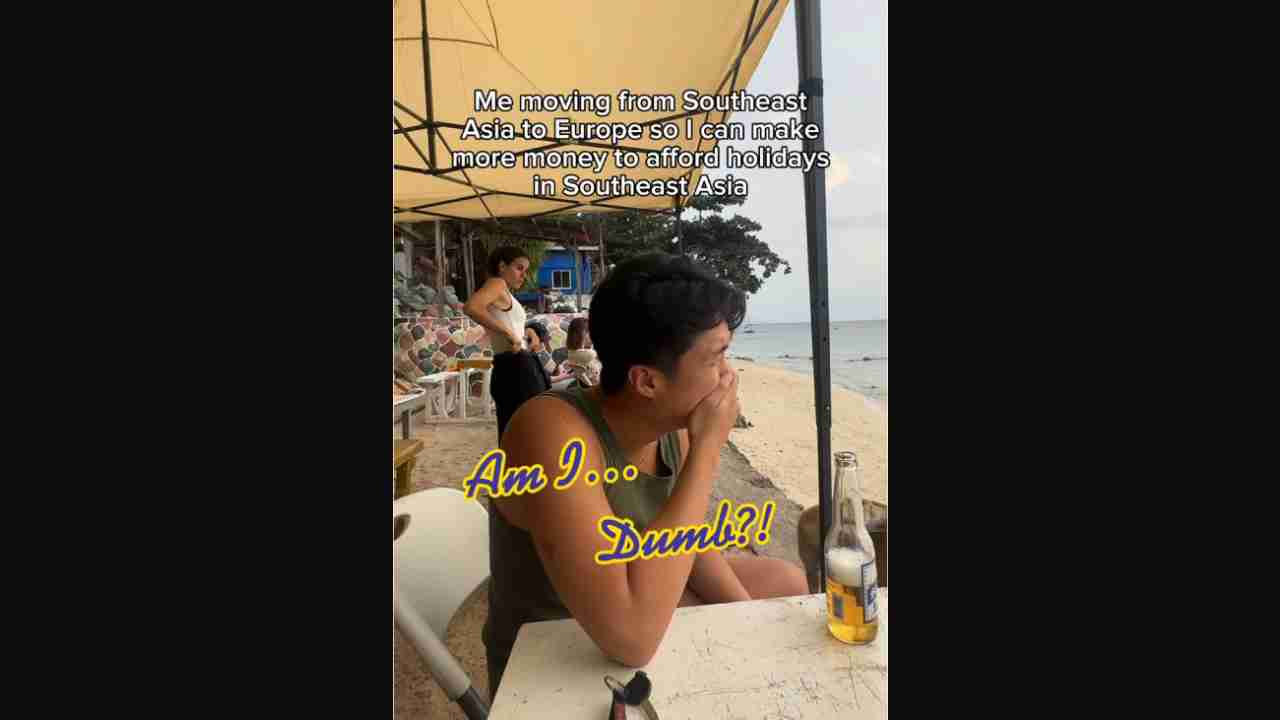 Me moving from Southeast
Asia to Europe so I can make
more money to afford holidays
in Southeast Asia
Am I...
Dumb?!